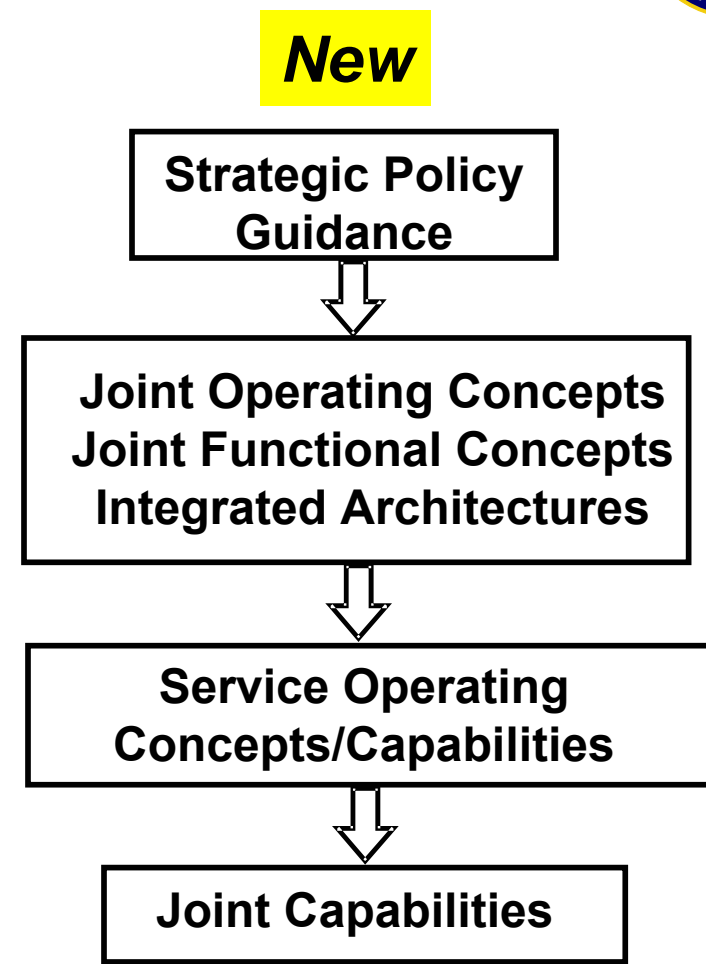 New
Strategic Policy
Guidance
Joint Operating Concepts
Joint Functional Concepts
Integrated Architectures
Service Operating
Concepts/Capabilities
Joint Capabilities